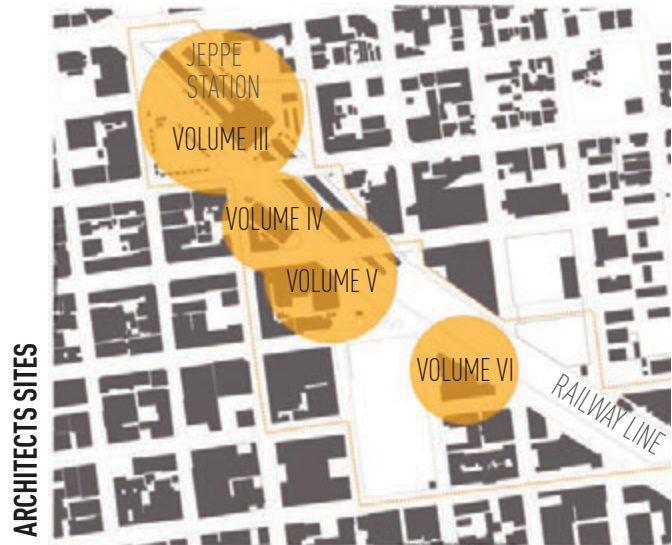 JEPPE
STATION
VOLUME III
VOLUME IV
VOLUME V
VOLUME VI
RAILWAY LINE
ARCHITECTS SITES